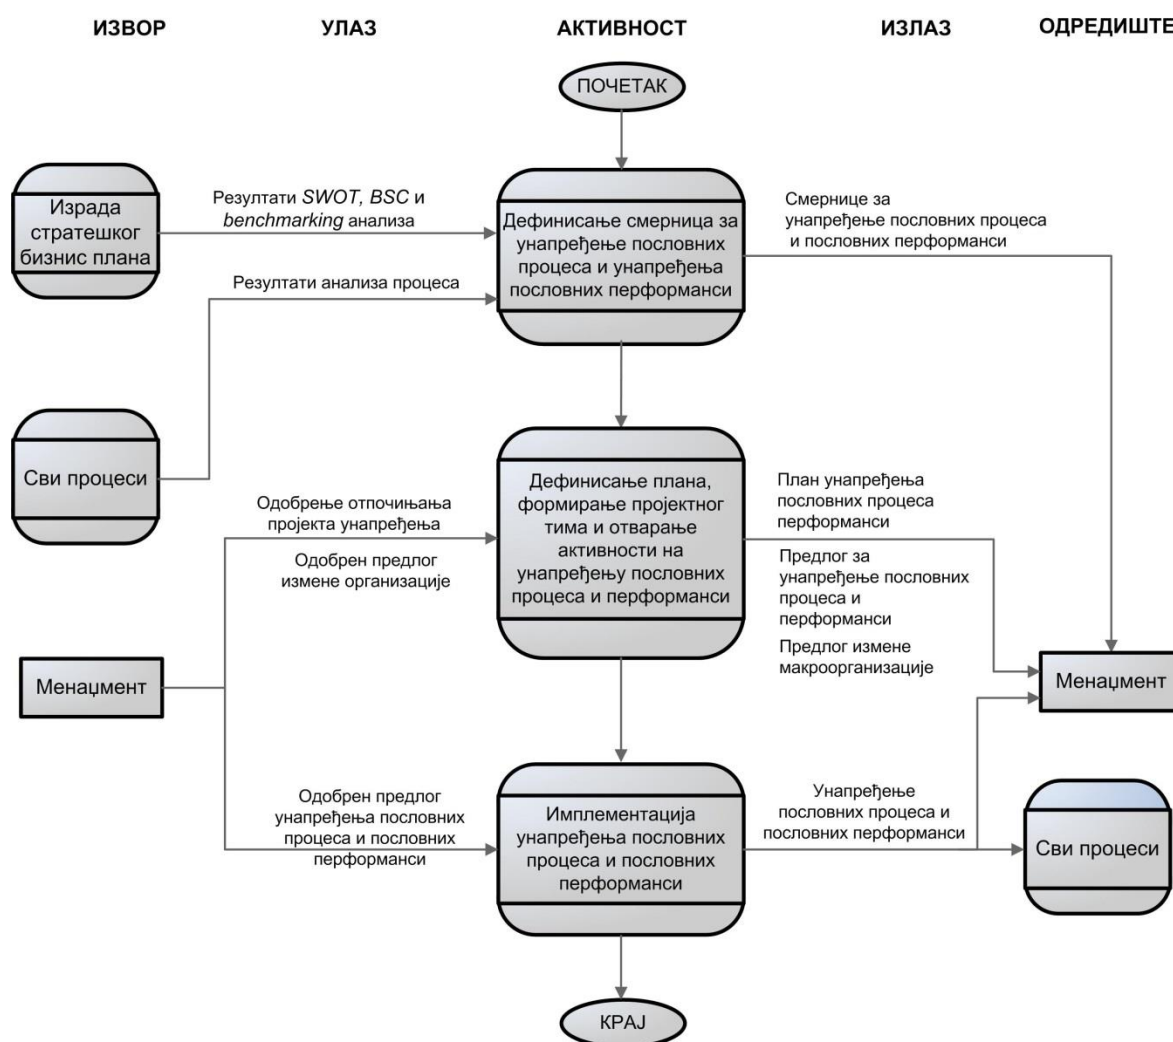 ИЗВОР
УЛАЗ
АКТИВНОСТ
ИЗЛАЗ
ОДРЕДИШТЕ
ПОЧЕТАК
Израда
стратешког
бизнис плана
Резултати SWOT, BSC и
benchmarking анализа
Дефинисање смерница за
унапређење пословних
процеса и унапређења
пословних перформанси
Смернице за
унапређење пословних процеса
и пословних перформанси
Резултати анализа процеса
Сви процеси
Одобрење отпочињања
пројекта унапређења
Одобрен предлог
измене организације
Дефинисање плана,
формирање пројектног
тима и отварање
активности на
унапређењу пословних
процеса и перформанси
План унапређења
пословних процеса
перформанси
Предлог за
унапређење пословних
процеса и
перформанси
Предлог измене
макроорганизације
Менаџмент
Менаџмент
Одобрен предлог
унапређења пословних
процеса и пословних
перформанси
Имплементација
унапређења пословних
процеса и пословних
перформанси
Унапређење
пословних процеса и
пословних перформанси
Сви процеси
КРАЈ